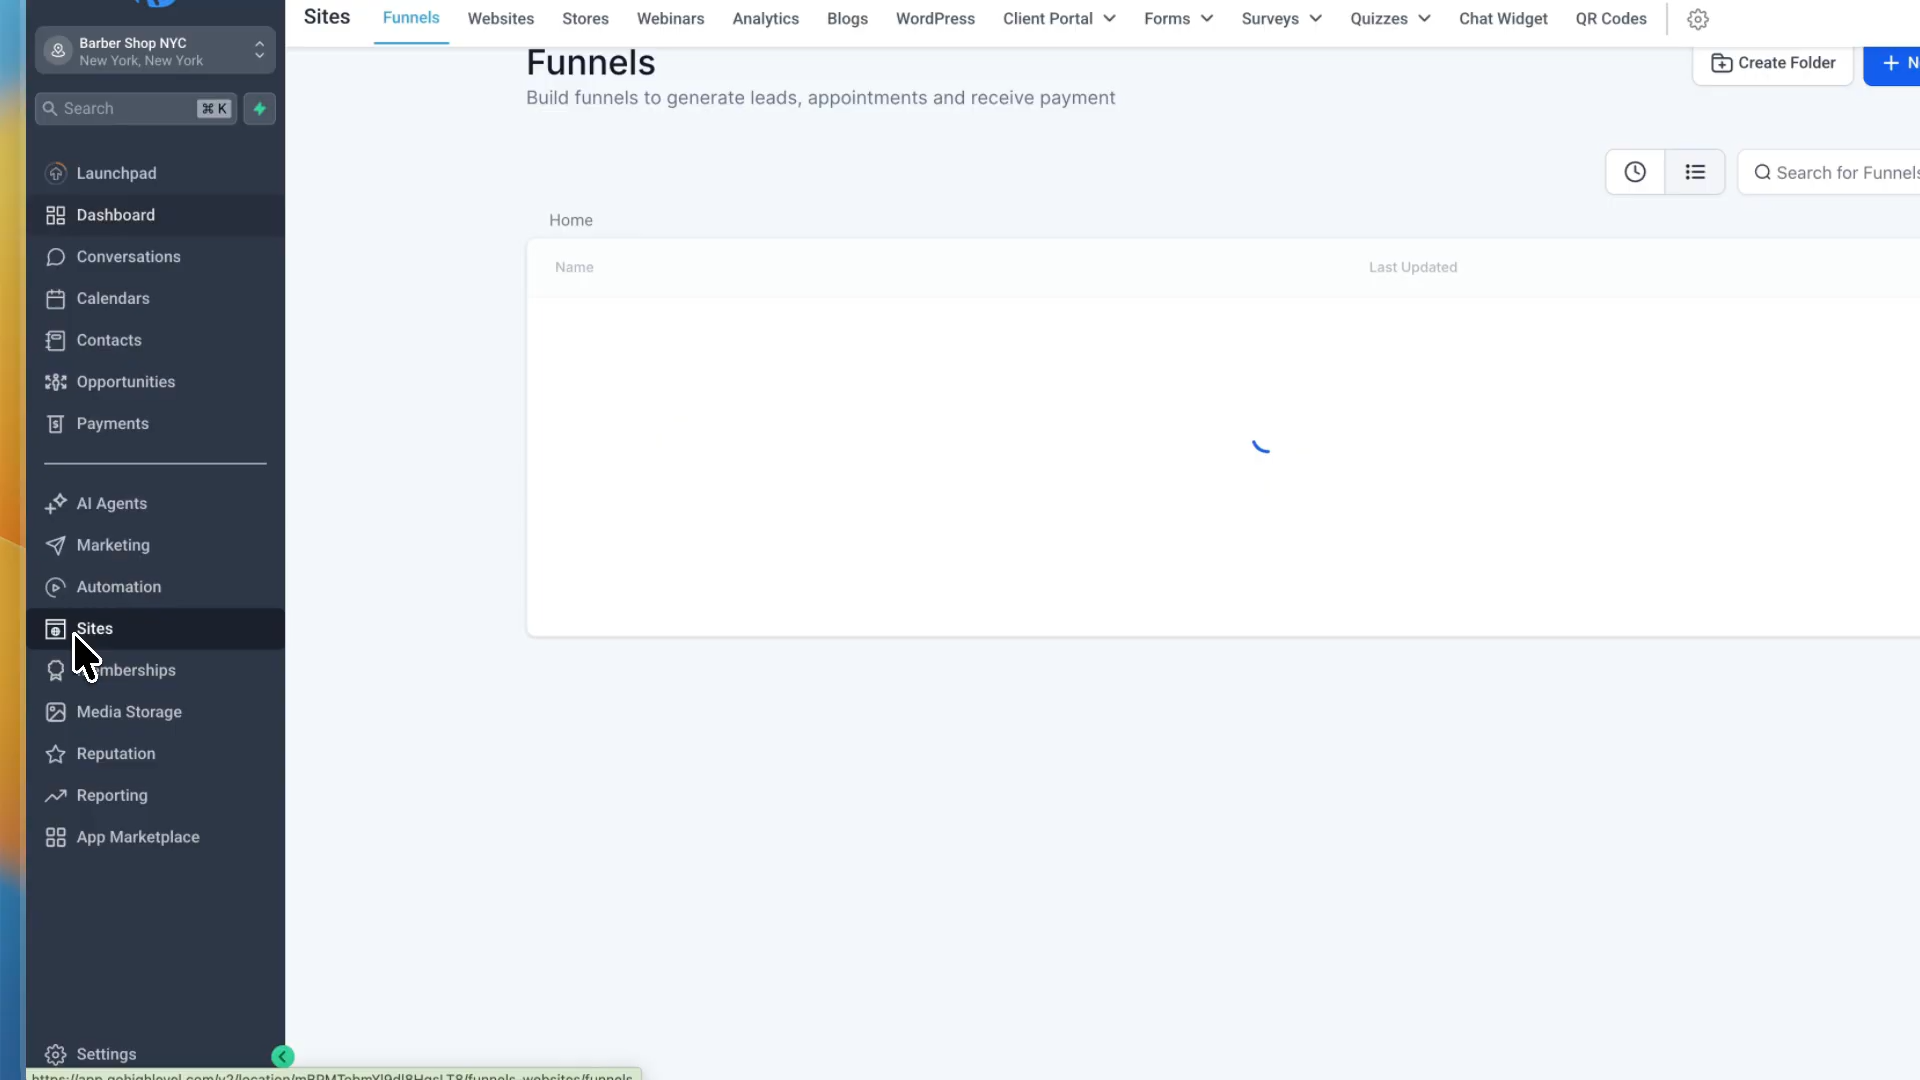 Barber Shop NYC
New York, New York
Search ⌘ K
Launchpad
Dashboard
Conversations
Calendars
Contacts
Opportunities
Payments
AI Agents
Marketing
Automation
Sites
mberships
Media Storage
Reputation
Reporting
App Marketplace
Settings
Sites Funnels Websites Stores Webinars Analytics Blogs WordPress Client Portal Forms Surveys Quizzes Chat Widget QR Codes
Funnels
Build funnels to generate leads, appointments and receive payment
Create Folder
Search for Funnels
Home
Name Last Updated